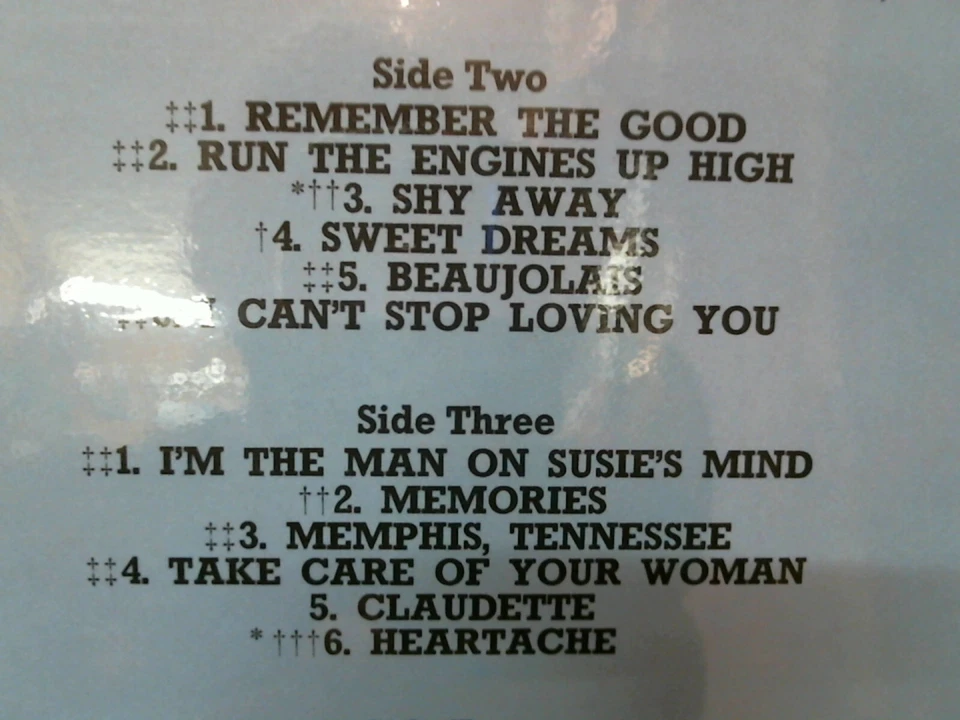 Side Two
‡‡1. REMEMBER THE GOOD
‡‡2. RUN THE ENGINES UP HIGH
*††3. SHY AWAY
†4. SWEET DREAMS
‡‡5. BEAUJOLAIS
CAN'T STOP LOVING YOU
Side Three
‡‡1. I'M THE MAN ON SUSIE'S MIND
††2. MEMORIES
‡‡3. MEMPHIS, TENNESSEE
‡‡4. TAKE CARE OF YOUR WOMAN
5. CLAUDETTE
* †††6. HEARTACHE